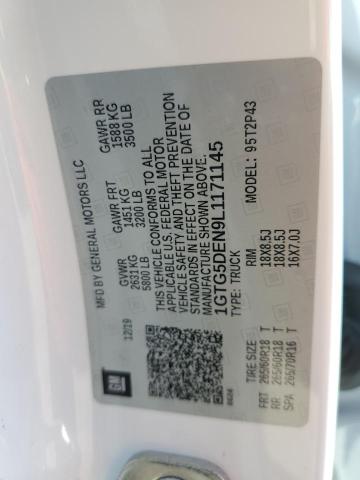 MFD BY GENERAL MOTORS LLC
12/19
GVWR
2631 KG
5800 LB
GAWR FRT
1451 KG
3200 LB
GAWR RR
1588 KG
3500 LB
THIS VEHICLE CONFORMS TO ALL
APPLICABLE U.S. FEDERAL MOTOR
VEHICLE SAFETY AND THEFT PREVENTION
STANDARDS IN EFFECT ON THE DATE OF
MANUFACTURE SHOWN ABOVE.
1GTG5DEN9L1171145
TYPE: TRUCK
MODEL: 95T2P43
GM
TIRE SIZE
RIM
FRT 265/60R18 T 18X8.5J
RR 265/60R18 T 18X8.5J
SPA 265/70R16 T 16X7.0J